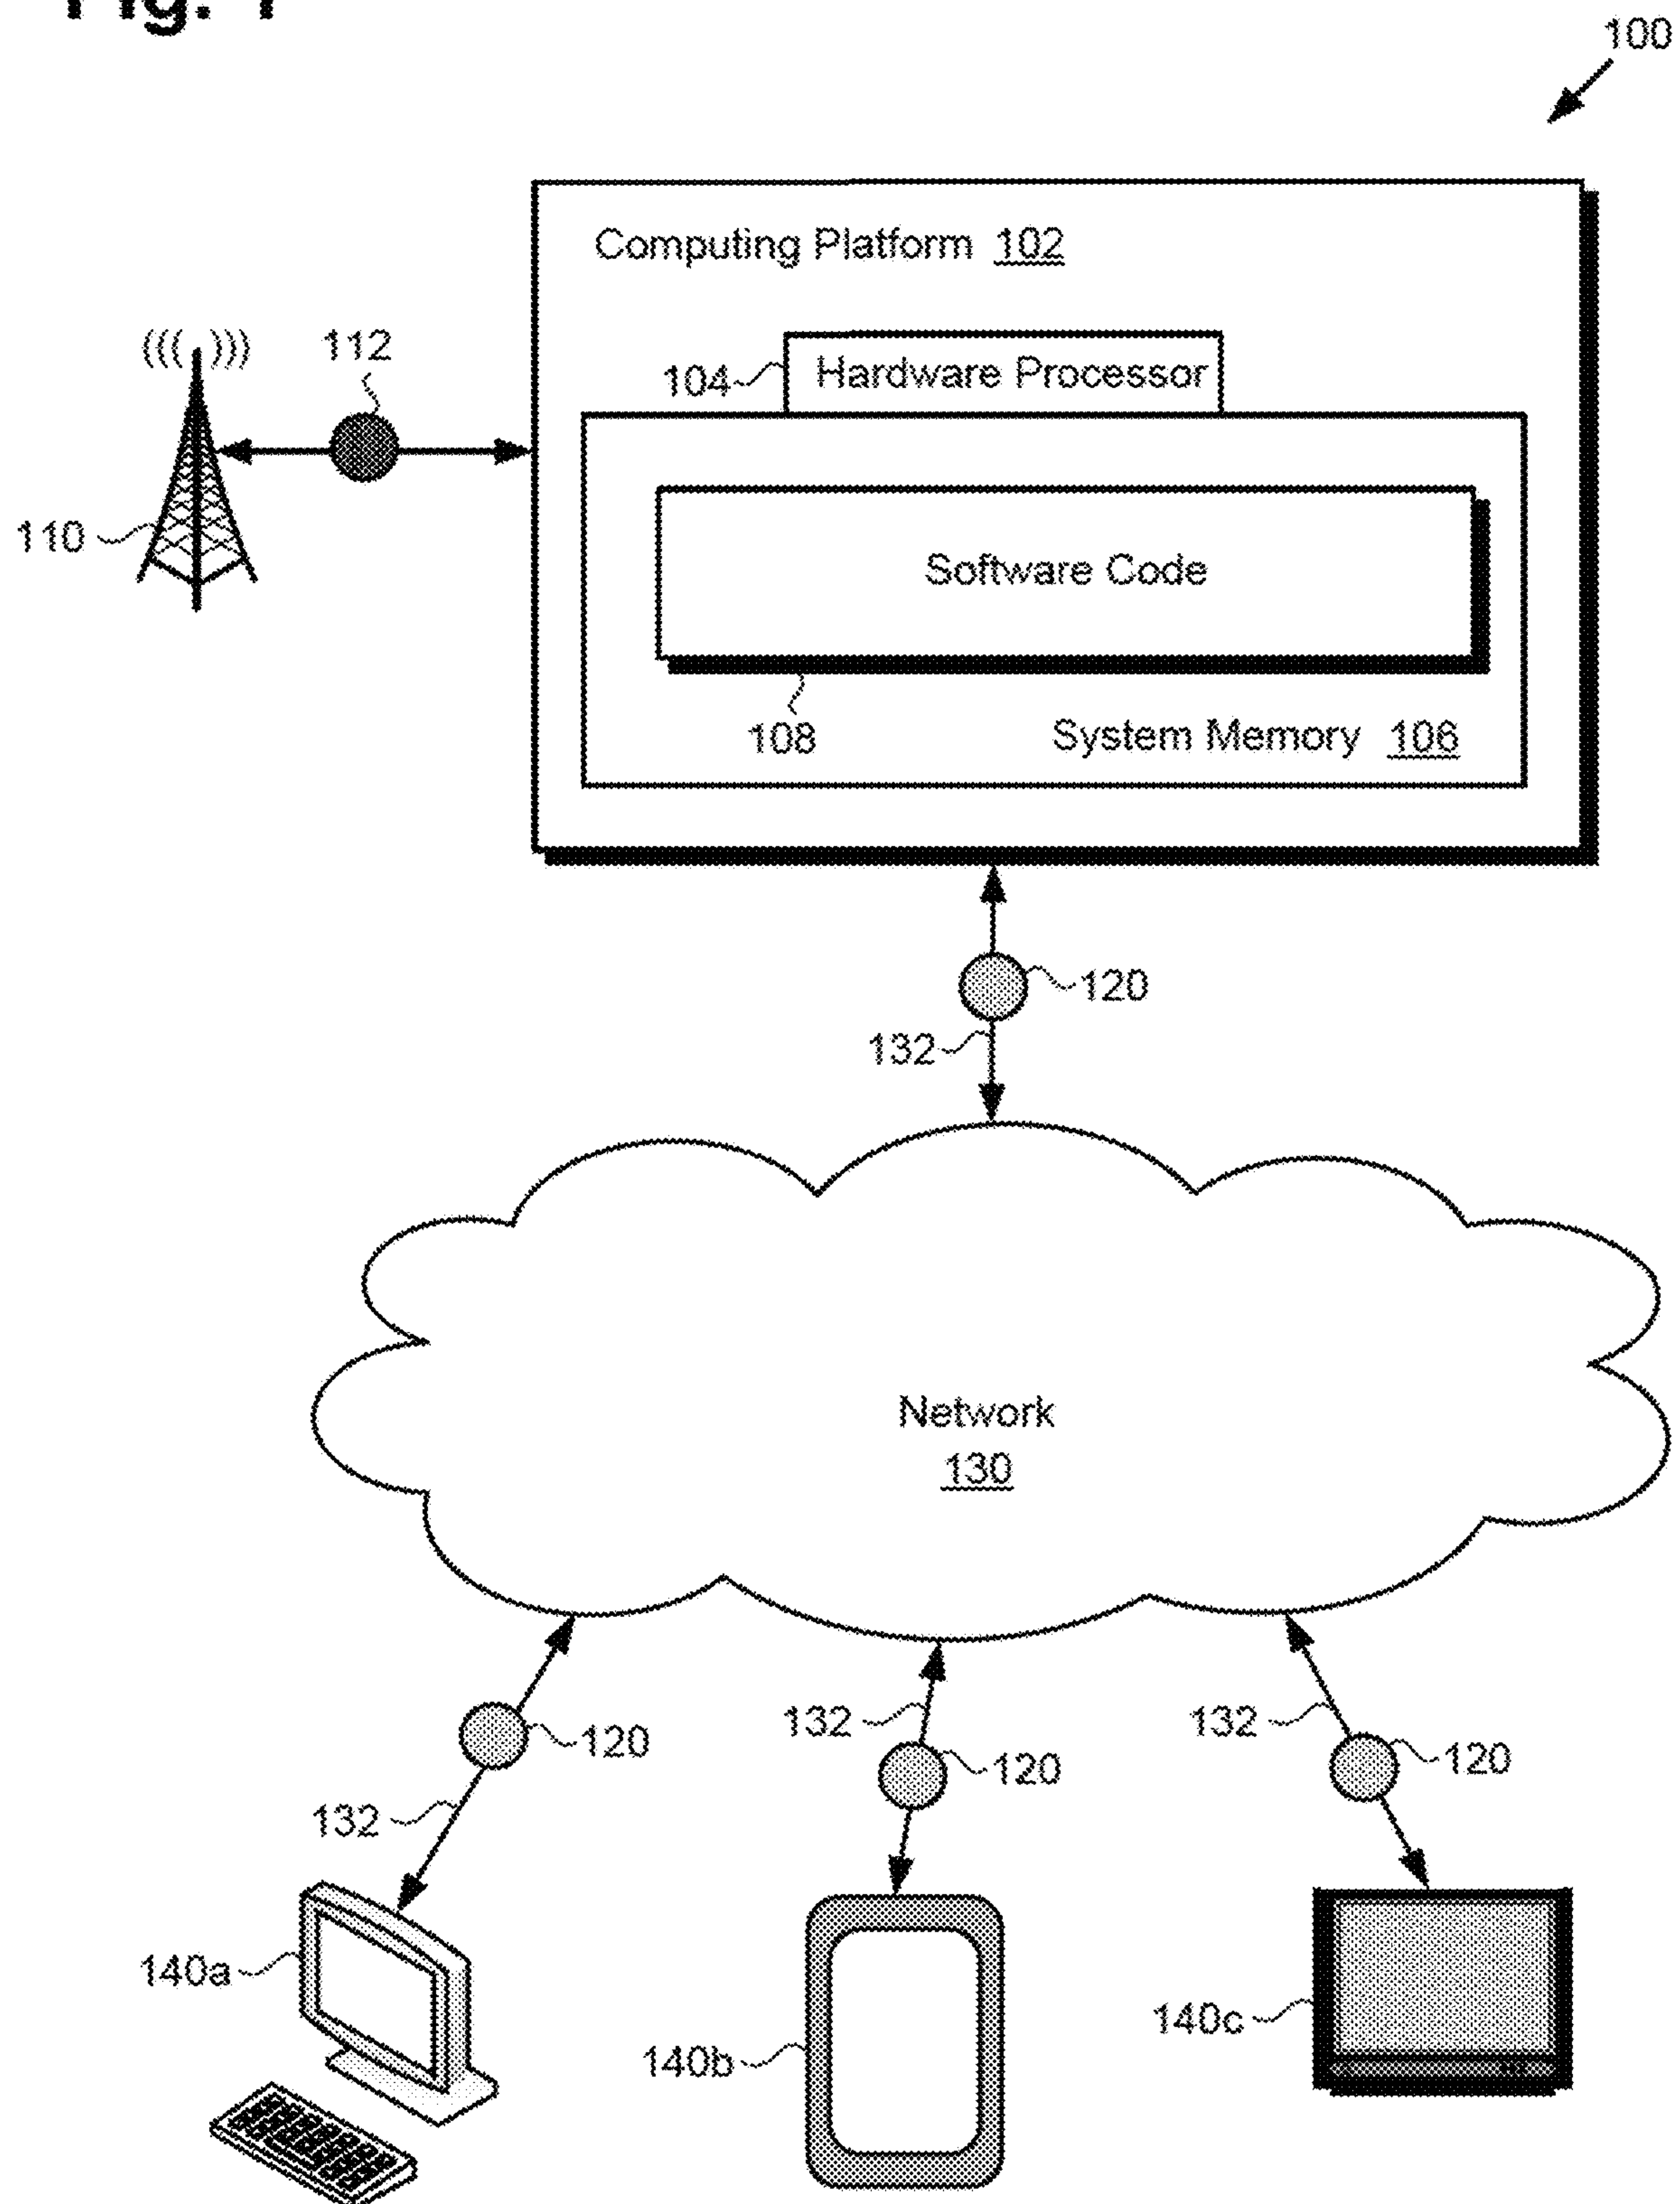 Fig. 1
100
Computing Platform 102
112
104 Hardware Processor
110
Software Code
108
System Memory 106
120
132
Network
130
120
132
132
120
132
120
140a
140b
140c